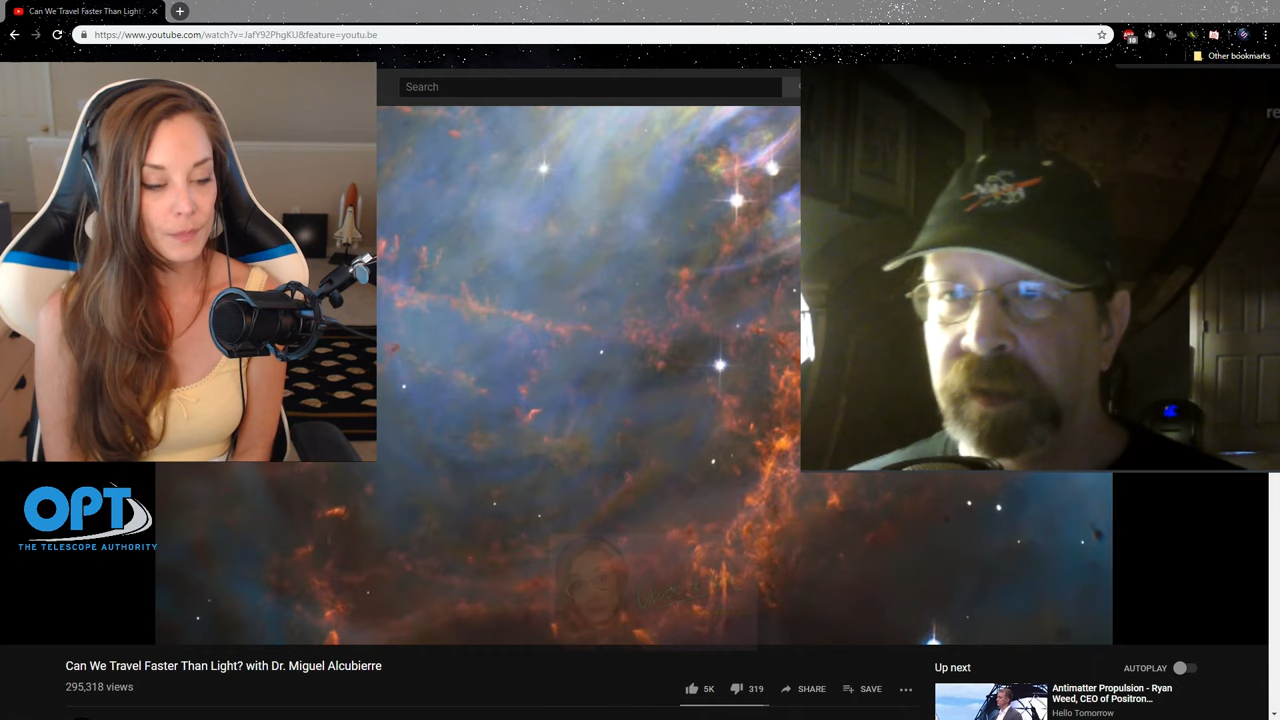 Can We Travel Faster Than Light?
https://www.youtube.com/watch?v=JafY92PhgKU&feature=youtu.be
Other bookmarks
Search
re
NASA
OPT
THE TELESCOPE AUTHORITY
Can We Travel Faster Than Light? with Dr. Miguel Alcubierre
295,318 views
5K
319
SHARE
SAVE
Up next
AUTOPLAY
Antimatter Propulsion - Ryan
Weed, CEO of Positron...
Hello Tomorrow